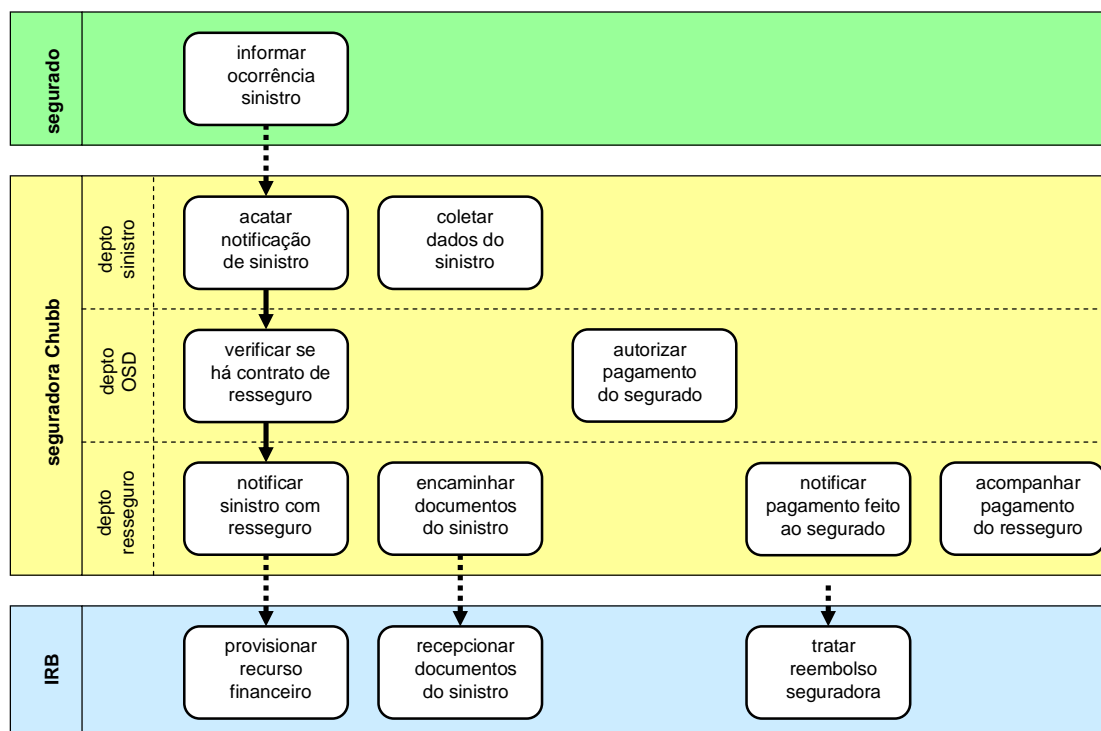 segurado
informar
ocorrência
sinistro
seguradora Chubb
depto
sinistro
acatar
notificação
de sinistro
coletar
dados do
sinistro
depto
OSD
verificar se
há contrato de
resseguro
autorizar
pagamento
do segurado
depto
resseguro
notificar
sinistro com
resseguro
encaminhar
documentos
do sinistro
notificar
pagamento feito
ao segurado
acompanhar
pagamento
do resseguro
IRB
provisionar
recurso
financeiro
recepcionar
documentos
do sinistro
tratar
reembolso
seguradora